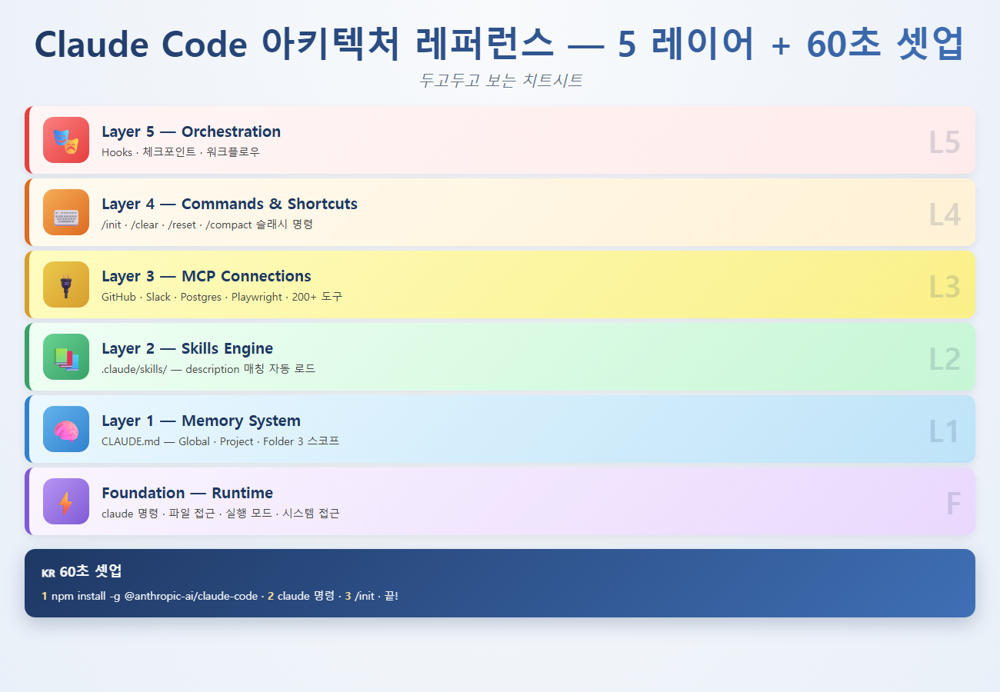 Claude Code 아키텍처 레퍼런스 — 5 레이어 + 60초 셋업
두고두고 보는 치트시트
Layer 5 — Orchestration
Hooks · 체크포인트 · 워크플로우
L5
Layer 4 — Commands & Shortcuts
/init · /clear · /reset · /compact 슬래시 명령
L4
Layer 3 — MCP Connections
GitHub · Slack · Postgres · Playwright · 200+ 도구
L3
Layer 2 — Skills Engine
.claude/skills/ — description 매칭 자동 로드
L2
Layer 1 — Memory System
CLAUDE.md — Global · Project · Folder 3 스코프
L1
Foundation — Runtime
claude 명령 · 파일 접근 · 실행 모드 · 시스템 접근
F
KR 60초 셋업
1 npm install -g @anthropic-ai/claude-code · 2 claude 명령 · 3 /init · 끝!